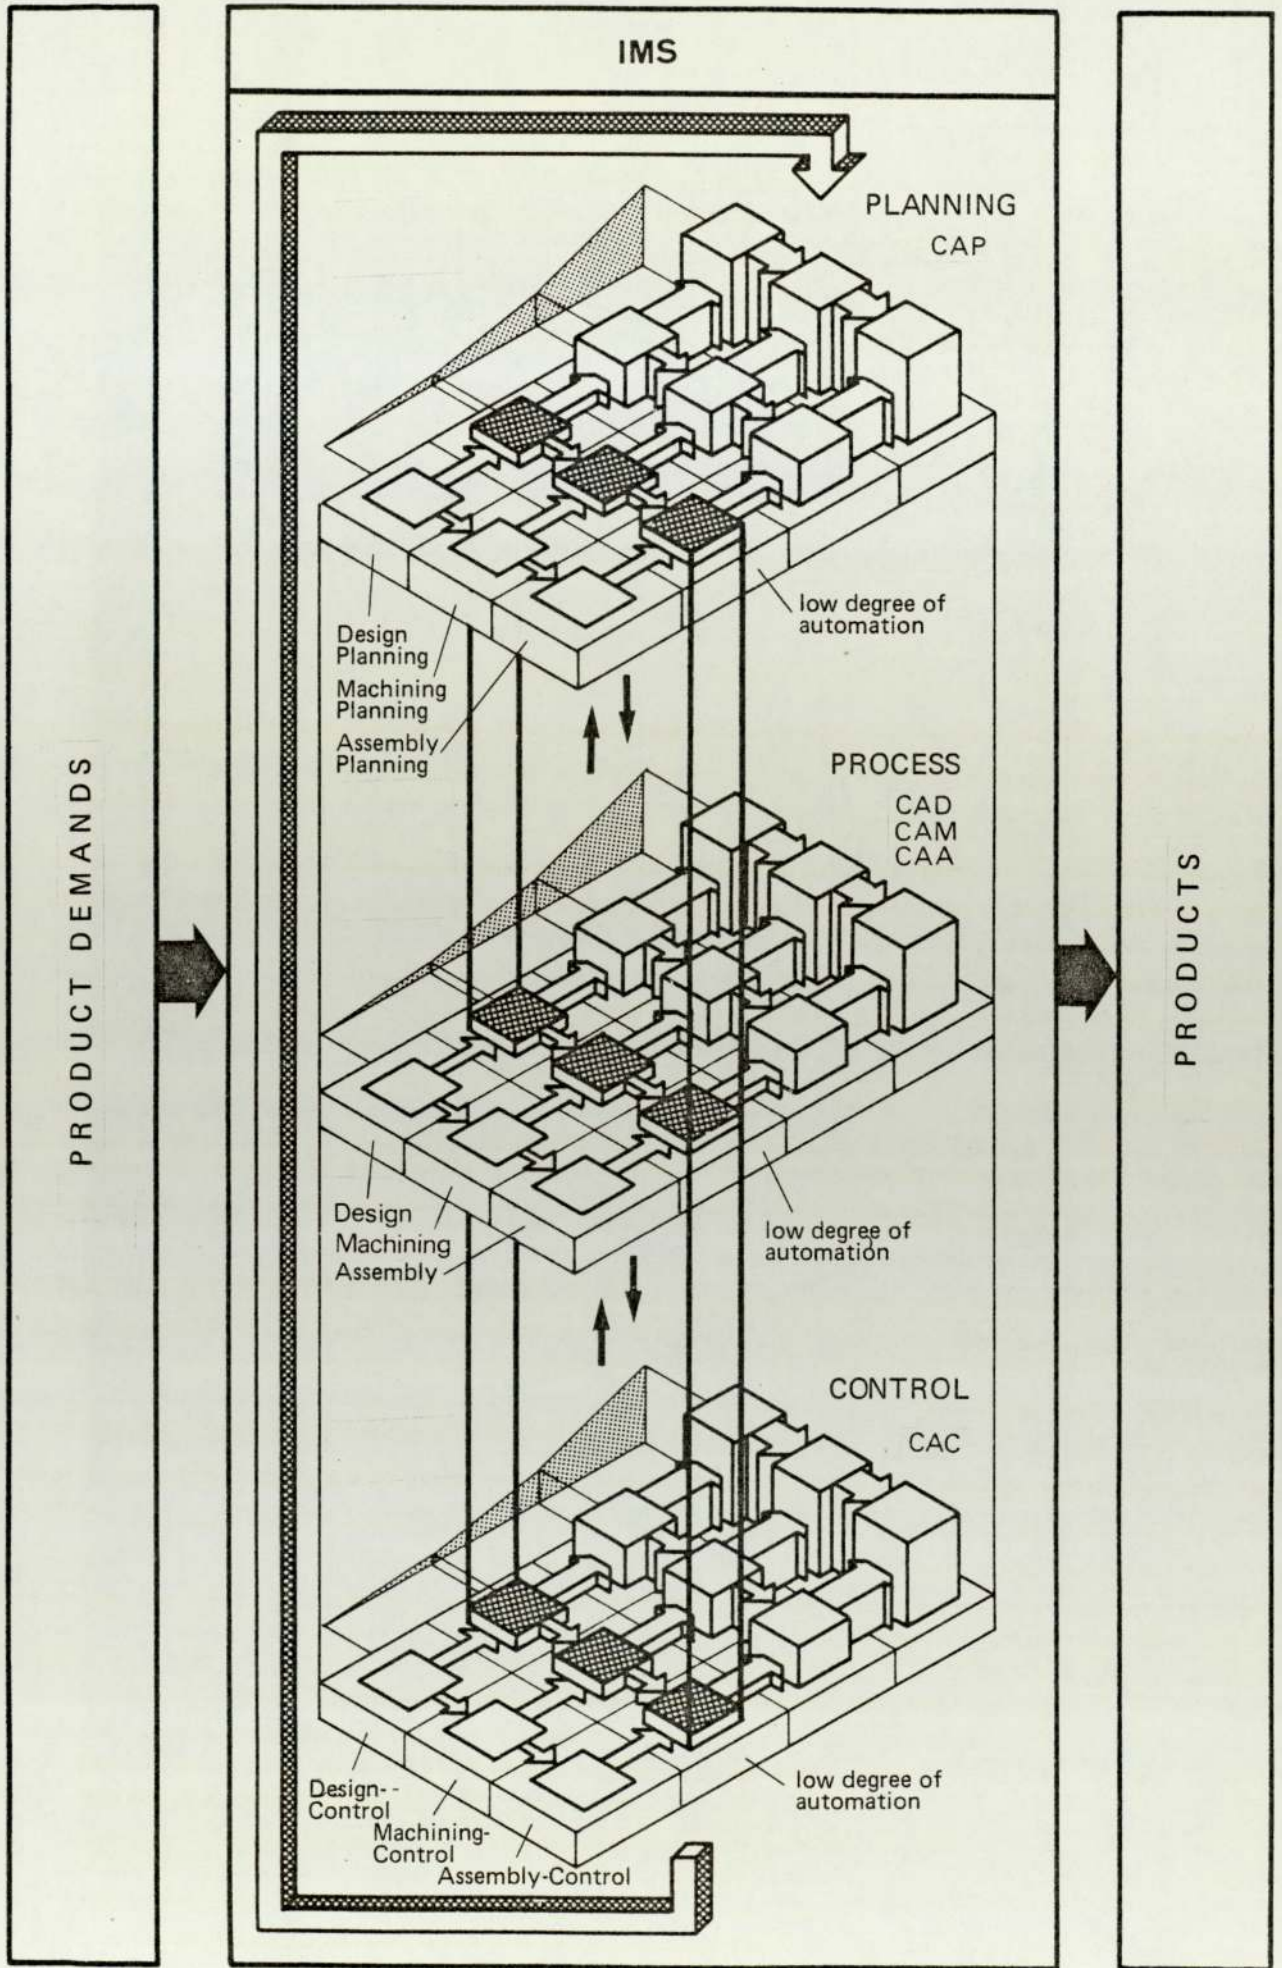 IMS
PLANNING
CAP
low degree of
automation
Design
Planning
Machining
Planning
Assembly
Planning
PROCESS
CAD
CAM
CAA
PRODUCT DEMANDS
PRODUCTS
Design
Machining
Assembly
low degree of
automation
CONTROL
CAC
Design--
Control
Machining-
Control
Assembly-Control
low degree of
automation